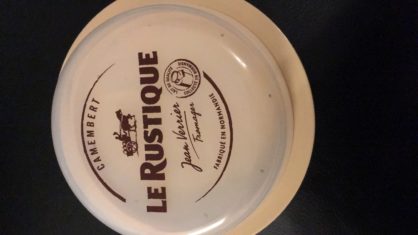 CAMEMBERT
LE RUSTIQUE
Jean Verrier
Fromager
FABRIQUÉ EN NORMANDIE